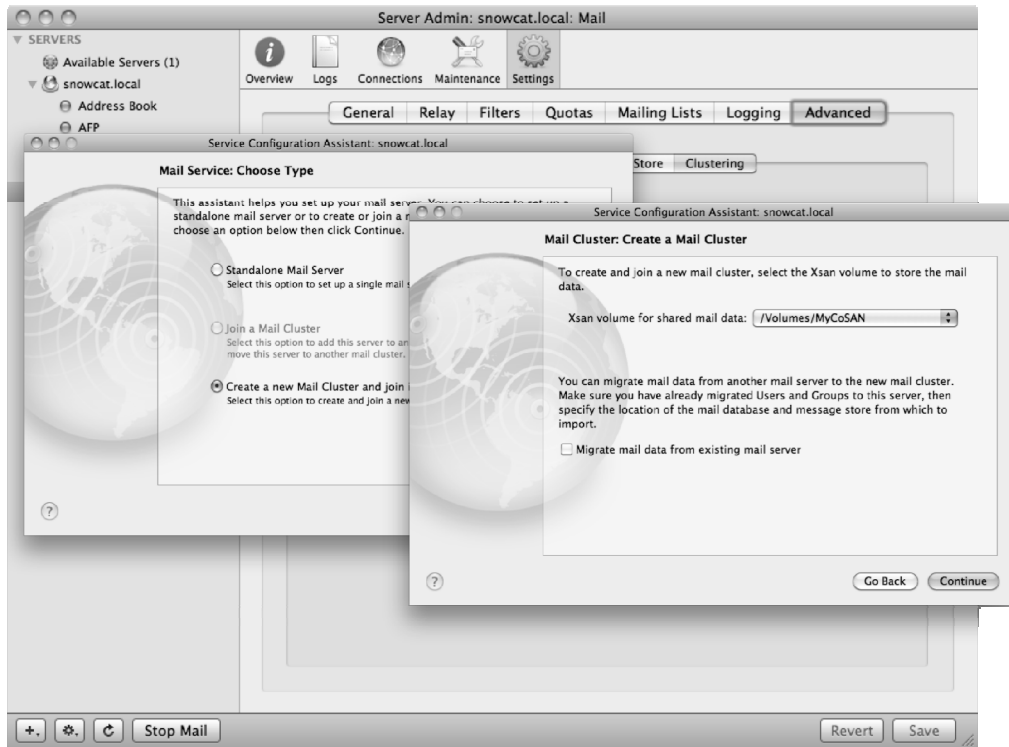 Server Admin: snowcat.local: Mail
SERVERS
Available Servers (1)
snowcat.local
Address Book
AFP
Overview Logs Connections Maintenance Settings
General Relay Filters Quotas Mailing Lists Logging Advanced
Store Clustering
Service Configuration Assistant: snowcat.local
Mail Service: Choose Type
This assistant helps you set up your mail server. You can choose to set up a
standalone mail server or to create or join a
choose an option below then click Continue.
Standalone Mail Server
Select this option to set up a single mail
Join a Mail Cluster
Select this option to add this server to an
move this server to another mail cluster.
Create a new Mail Cluster and join
Select this option to create and join a new
?
Service Configuration Assistant: snowcat.local
Mail Cluster: Create a Mail Cluster
To create and join a new mail cluster, select the Xsan volume to store the mail
data.
Xsan volume for shared mail data: /Volumes/MyCoSAN
You can migrate mail data from another mail server to the new mail cluster.
Make sure you have already migrated Users and Groups to this server, then
specify the location of the mail database and message store from which to
import.
Migrate mail data from existing mail server
?
Go Back Continue
Stop Mail
Revert Save